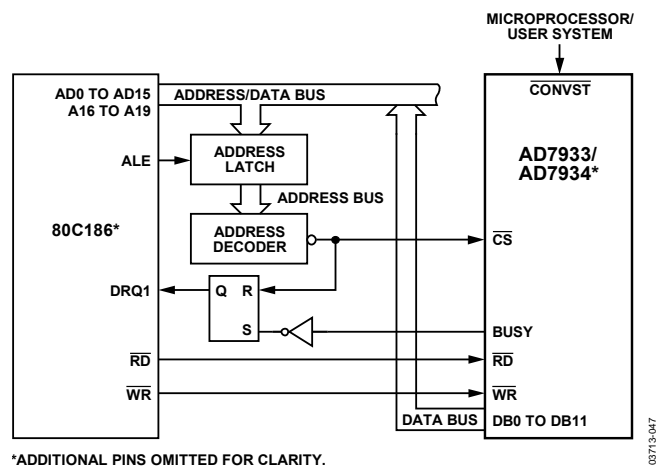 MICROPROCESSOR/
USER SYSTEM
AD0 TO AD15
A16 TO A19
ADDRESS/DATA BUS
CONVST
ALE
ADDRESS
LATCH
AD7933/
AD7934*
ADDRESS BUS
80C186*
ADDRESS
DECODER
CS
DRQ1
Q R
S
BUSY
RD
RD
WR
WR
DATA BUS
DB0 TO DB11
*ADDITIONAL PINS OMITTED FOR CLARITY.
03713-047